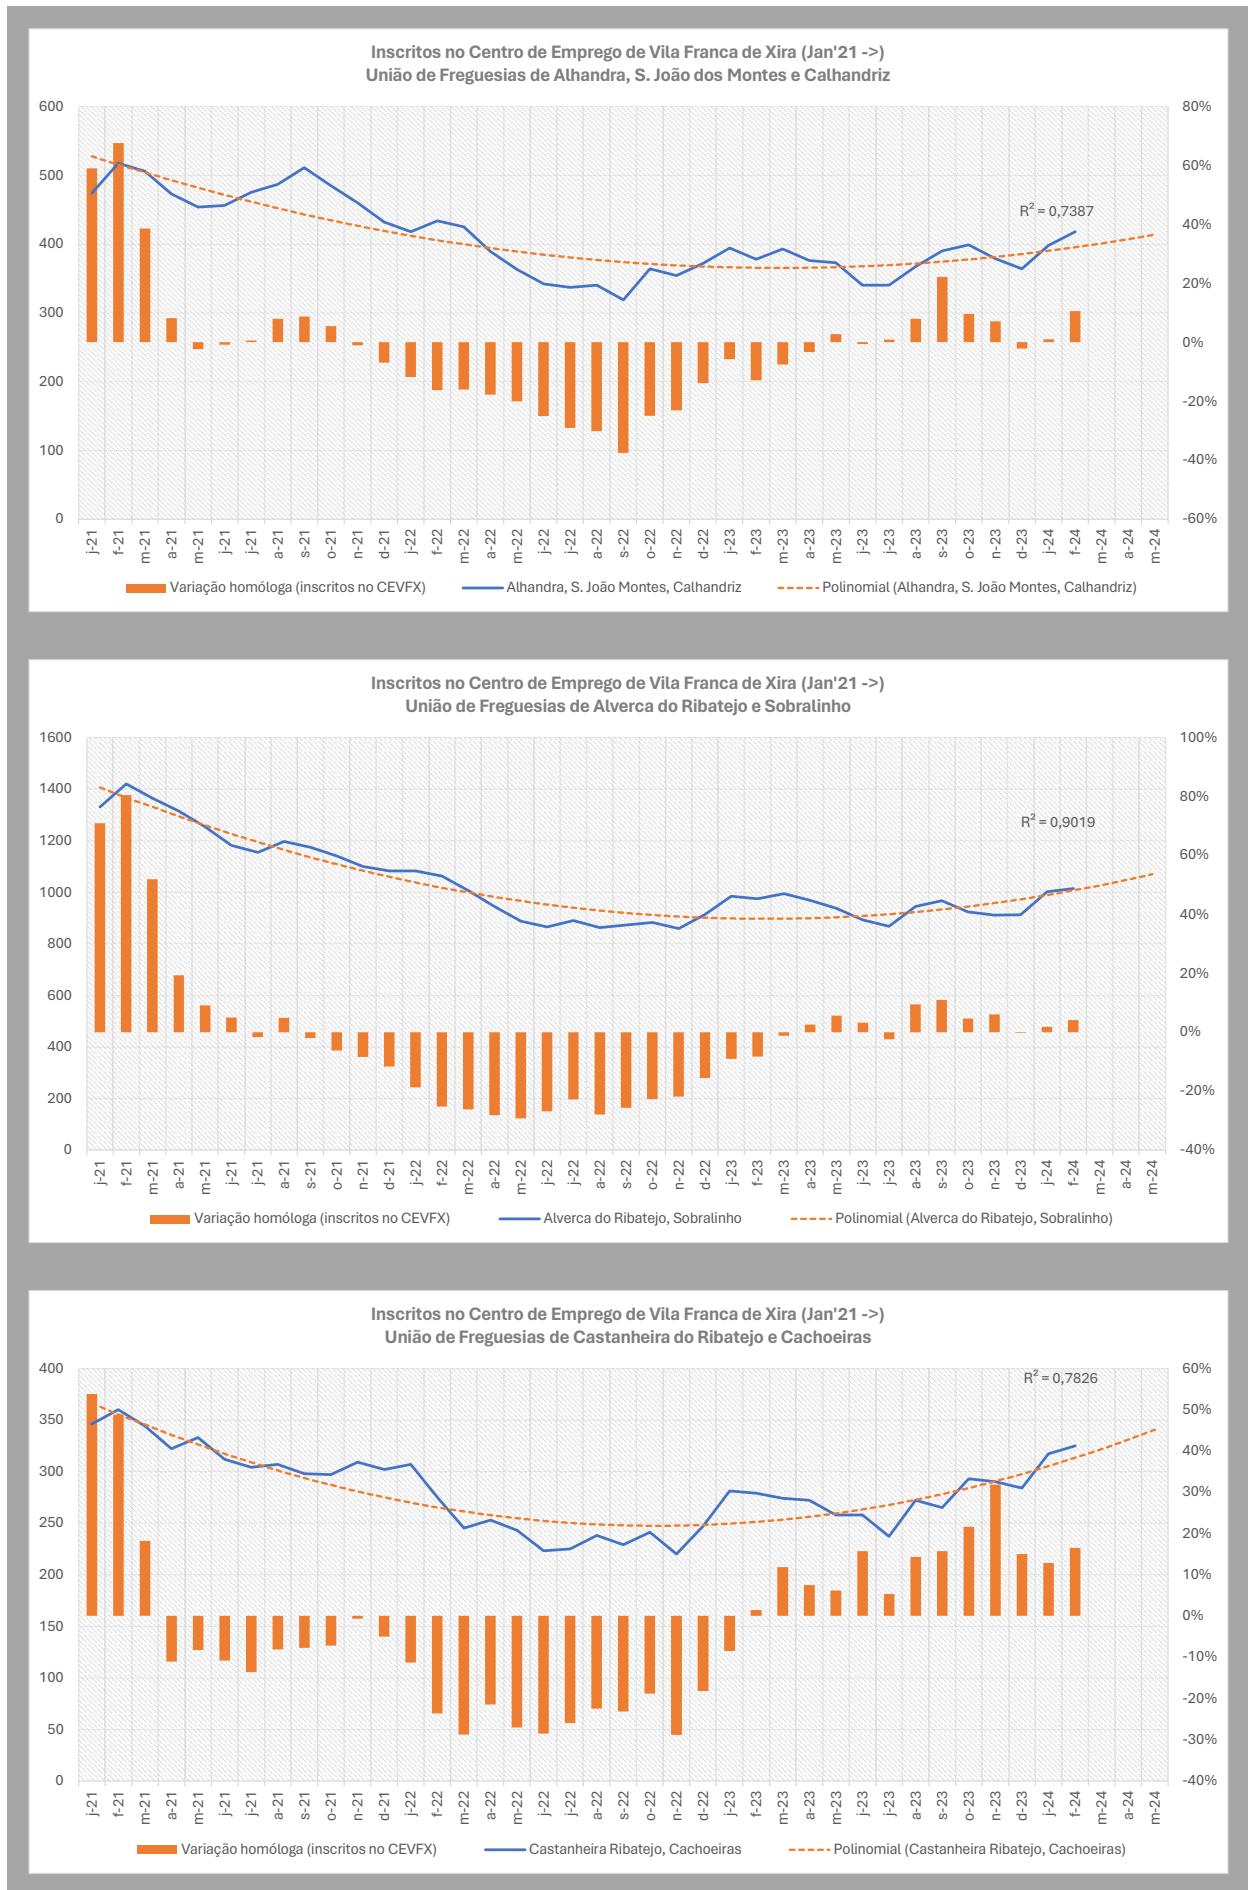 Inscritos no Centro de Emprego de Vila Franca de Xira (Jan'21 ->)
União de Freguesias de Alhandra, S. João dos Montes e Calhandriz
600 80%
500 60%
R² = 0,7387
400 40%
20%
300
0%
200
-20%
100
-40%
0 -60%
j-21 f-21 m-21 a-21 m-21 j-21 j-21 a-21 s-21 o-21 n-21 d-21 j-22 f-22 m-22 a-22 m-22 j-22 j-22 a-22 s-22 o-22 n-22 d-22 j-23 f-23 m-23 a-23 m-23 j-23 j-23 a-23 s-23 o-23 n-23 d-23 j-24 f-24 m-24 a-24 m-24
Variação homóloga (inscritos no CEVFX) Alhandra, S. João Montes, Calhandriz Polinomial (Alhandra, S. João Montes, Calhandriz)
Inscritos no Centro de Emprego de Vila Franca de Xira (Jan'21 ->)
União de Freguesias de Alverca do Ribatejo e Sobralinho
1600 100%
1400 80%
R² = 0,9019
1200 60%
1000
40%
800
20%
600
0%
400
-20%
200
0 -40%
j-21 f-21 m-21 a-21 m-21 j-21 j-21 a-21 s-21 o-21 n-21 d-21 j-22 f-22 m-22 a-22 m-22 j-22 j-22 a-22 s-22 o-22 n-22 d-22 j-23 f-23 m-23 a-23 m-23 j-23 j-23 a-23 s-23 o-23 n-23 d-23 j-24 f-24 m-24 a-24 m-24
Variação homóloga (inscritos no CEVFX) Alverca do Ribatejo, Sobralinho Polinomial (Alverca do Ribatejo, Sobralinho)
Inscritos no Centro de Emprego de Vila Franca de Xira (Jan'21 ->)
União de Freguesias de Castanheira do Ribatejo e Cachoeiras
400 60%
R² = 0,7826
350 50%
40%
300
30%
250
20%
200
10%
150 0%
-10%
100
-20%
50
-30%
0 -40%
j-21 f-21 m-21 a-21 m-21 j-21 j-21 a-21 s-21 o-21 n-21 d-21 j-22 f-22 m-22 a-22 m-22 j-22 j-22 a-22 s-22 o-22 n-22 d-22 j-23 f-23 m-23 a-23 m-23 j-23 j-23 a-23 s-23 o-23 n-23 d-23 j-24 f-24 m-24 a-24 m-24
Variação homóloga (inscritos no CEVFX) Castanheira Ribatejo, Cachoeiras Polinomial (Castanheira Ribatejo, Cachoeiras)